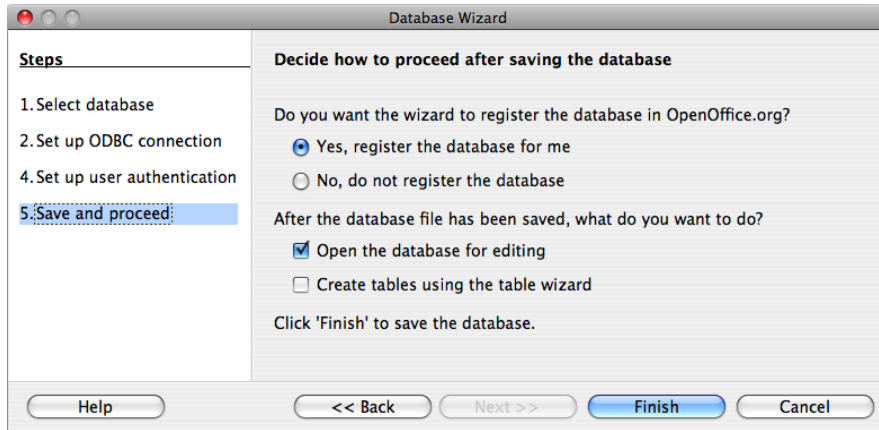 Database Wizard
Steps
1. Select database
2. Set up ODBC connection
4. Set up user authentication
5. Save and proceed
Decide how to proceed after saving the database
Do you want the wizard to register the database in OpenOffice.org?
Yes, register the database for me
No, do not register the database
After the database file has been saved, what do you want to do?
Open the database for editing
Create tables using the table wizard
Click 'Finish' to save the database.
Help
<< Back
Next >>
Finish
Cancel